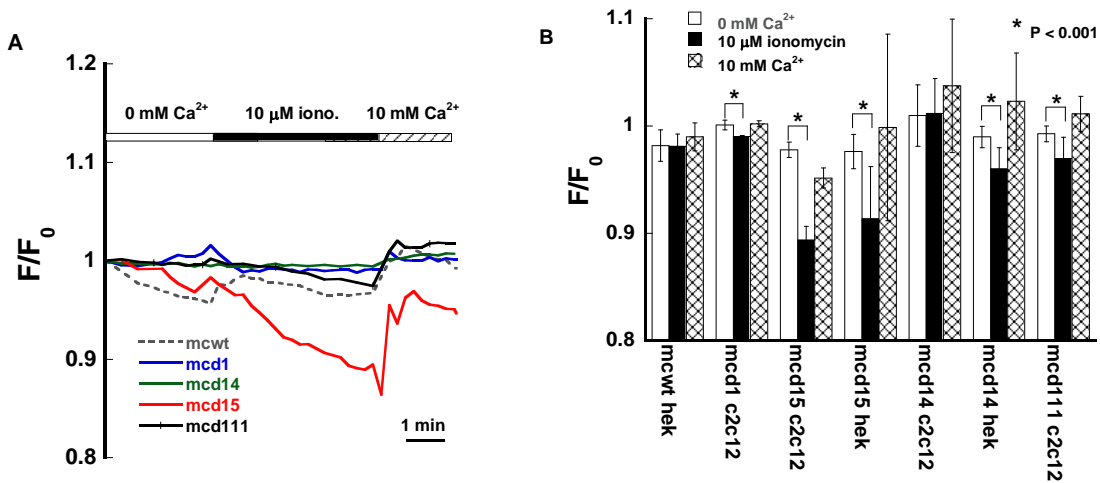 A
1.2
1.1
1
0.9
0.8
F/F0
0 mM Ca2+
10 μM iono.
10 mM Ca2+
mcwt
mcd1
mcd14
mcd15
mcd111
1 min
B
0 mM Ca2+
10 μM ionomycin
10 mM Ca2+
* P < 0.001
1.1
1
0.9
0.8
F/F0
*
*
*
*
*
mcwt hek
mcd1 c2c12
mcd15 c2c12
mcd15 hek
mcd14 c2c12
mcd14 hek
mcd111 c2c12